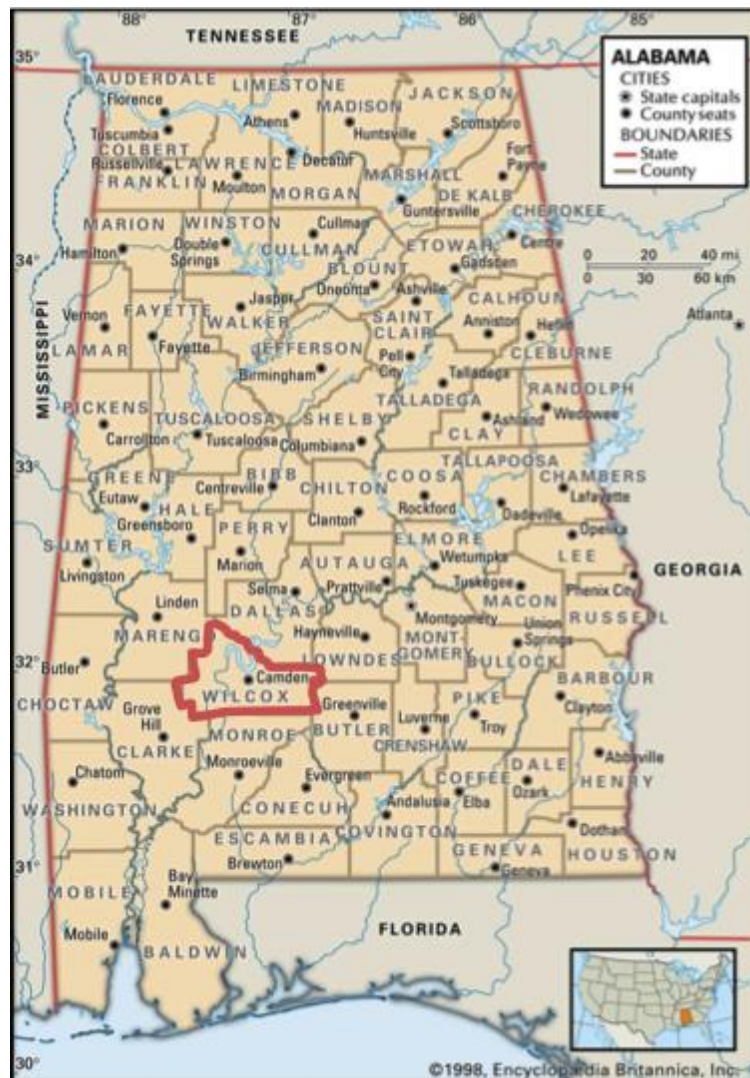 88°
87°
86°
85°
TENNESSEE
35°
ALABAMA
CITIES
State capitals
County seats
BOUNDARIES
State
County
LAUDERDALE
LIMESTONE
MADISON
JACKSON
Florence
Athens
Huntsville
Scottsboro
Tuscumbia
COLBERT
Decatur
Fort
Payne
Russellville
LAWRENCE
MARSHALL
FRANKLIN
Moulton
MORGAN
DE KALB
Guntersville
CHEROKEE
MARION
WINSTON
Cullman
ETOWAH
Centre
34°
Hamilton
Double
Springs
CULLMAN
Gadsden
0 20 40 mi
0 30 60 km
BLOUNT
Oneonta
Ashville
CALHOUN
Jasper
Vernon
FAYETTE
WALKER
SAINT
CLAIR
Anniston
Heflin
Atlanta
LAMAR
Fayette
JEFFERSON
Pell
City
CLEBURNE
MISSISSIPPI
Birmingham
Talladega
RANDOLPH
PICKENS
TALLADEGA
Wedowee
TUSCALOOSA
SHELBY
Ashland
Carrollton
Tuscaloosa
Columbiana
CLAY
33°
TALLAPOOSA
GREENE
BIBB
COOSA
CHAMBERS
Eutaw
HALE
Centreville
CHILTON
Rockford
Dadeville
Lafayette
Greensboro
Clanton
PERRY
ELMORE
Opelika
SUMTER
Marion
AUTAUGA
Wetumpka
LEE
Livingston
Selma
Prattville
Tuskegee
GEORGIA
Linden
DALLAS
Montgomery
MACON
Phenix City
MARENGO
Hayneville
MONT-
GOMERY
Union
Springs
RUSSELL
32°
Butler
LOWNDES
BULLOCK
Camden
BARBOUR
CHOCTAW
WILCOX
Greenville
PIKE
Clayton
Grove
Hill
MONROE
BUTLER
Luverne
Troy
CLARKE
CRENSHAW
Abbeville
Monroeville
DALE
Chatom
Evergreen
COFFEE
Ozark
HENRY
WASHINGTON
CONECUH
Andalusia
Elba
ESCAMBIA
COVINGTON
Dothan
31°
Brewton
GENEVA
HOUSTON
Geneva
MOBILE
Bay
Minette
FLORIDA
Mobile
BALDWIN
30°
©1998, Encyclopædia Britannica, Inc.